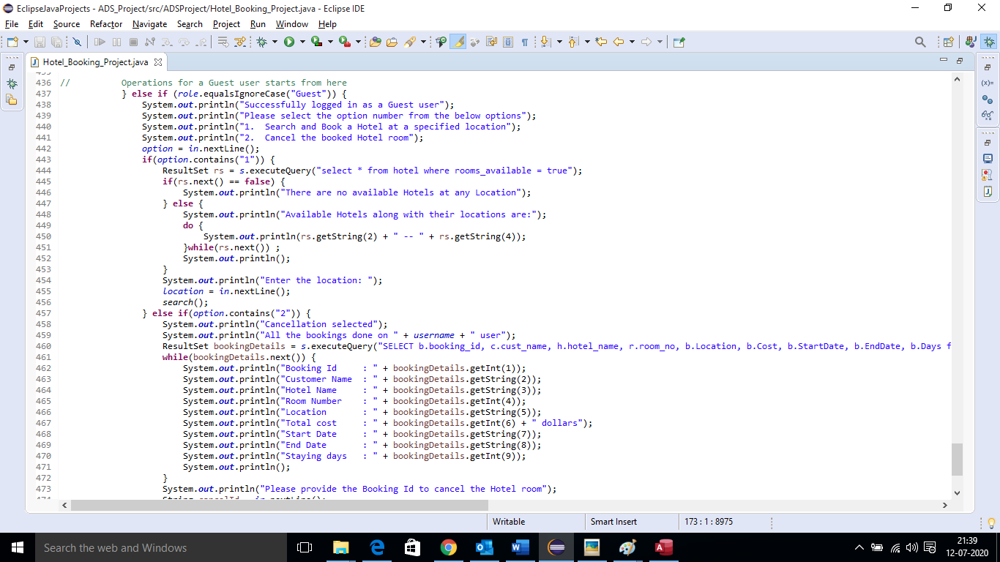 EclipseJavaProjects - ADS_Project/src/ADSProject/Hotel_Booking_Project.java - Eclipse IDE
File Edit Source Refactor Navigate Search Project Run Window Help
Hotel_Booking_Project.java
436 // Operations for a Guest user starts from here
437 } else if (role.equalsIgnoreCase("Guest")) {
438 System.out.println("Successfully logged in as a Guest user");
439 System.out.println("Please select the option number from the below options");
440 System.out.println("1.  Search and Book a Hotel at a specified location");
441 System.out.println("2.  Cancel the booked Hotel room");
442 option = in.nextLine();
443 if(option.contains("1")) {
444 ResultSet rs = s.executeQuery("select * from hotel where rooms_available = true");
445 if(rs.next() == false) {
446 System.out.println("There are no available Hotels at any Location");
447 } else {
448 System.out.println("Available Hotels along with their locations are:");
449 do {
450 System.out.println(rs.getString(2) + " -- " + rs.getString(4));
451 }while(rs.next()) ;
452 System.out.println();
453 }
454 System.out.println("Enter the location: ");
455 location = in.nextLine();
456 search();
457 } else if(option.contains("2")) {
458 System.out.println("Cancellation selected");
459 System.out.println("All the bookings done on " + username + " user");
460 ResultSet bookingDetails = s.executeQuery("SELECT b.booking_id, c.cust_name, h.hotel_name, r.room_no, b.Location, b.Cost, b.StartDate, b.EndDate, b.Days f
461 while(bookingDetails.next()) {
462 System.out.println("Booking Id     : " + bookingDetails.getInt(1));
463 System.out.println("Customer Name  : " + bookingDetails.getString(2));
464 System.out.println("Hotel Name     : " + bookingDetails.getString(3));
465 System.out.println("Room Number    : " + bookingDetails.getInt(4));
466 System.out.println("Location       : " + bookingDetails.getString(5));
467 System.out.println("Total cost     : " + bookingDetails.getInt(6) + " dollars");
468 System.out.println("Start Date     : " + bookingDetails.getString(7));
469 System.out.println("End Date       : " + bookingDetails.getString(8));
470 System.out.println("Staying days   : " + bookingDetails.getInt(9));
471 System.out.println();
472 }
473 System.out.println("Please provide the Booking Id to cancel the Hotel room");
Writable Smart Insert 173 : 1 : 8975
Search the web and Windows
21:39
12-07-2020